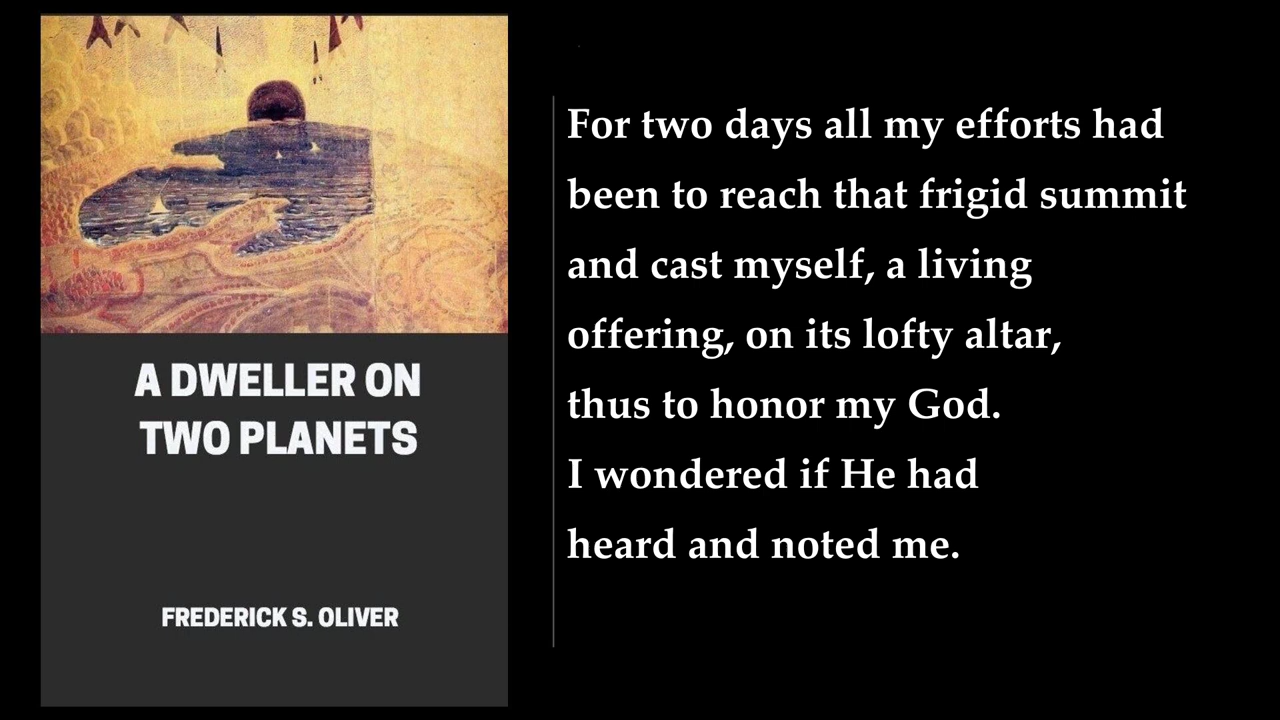 A DWELLER ON
TWO PLANETS
FREDERICK S. OLIVER
For two days all my efforts had
been to reach that frigid summit
and cast myself, a living
offering, on its lofty altar,
thus to honor my God.
I wondered if He had
heard and noted me.